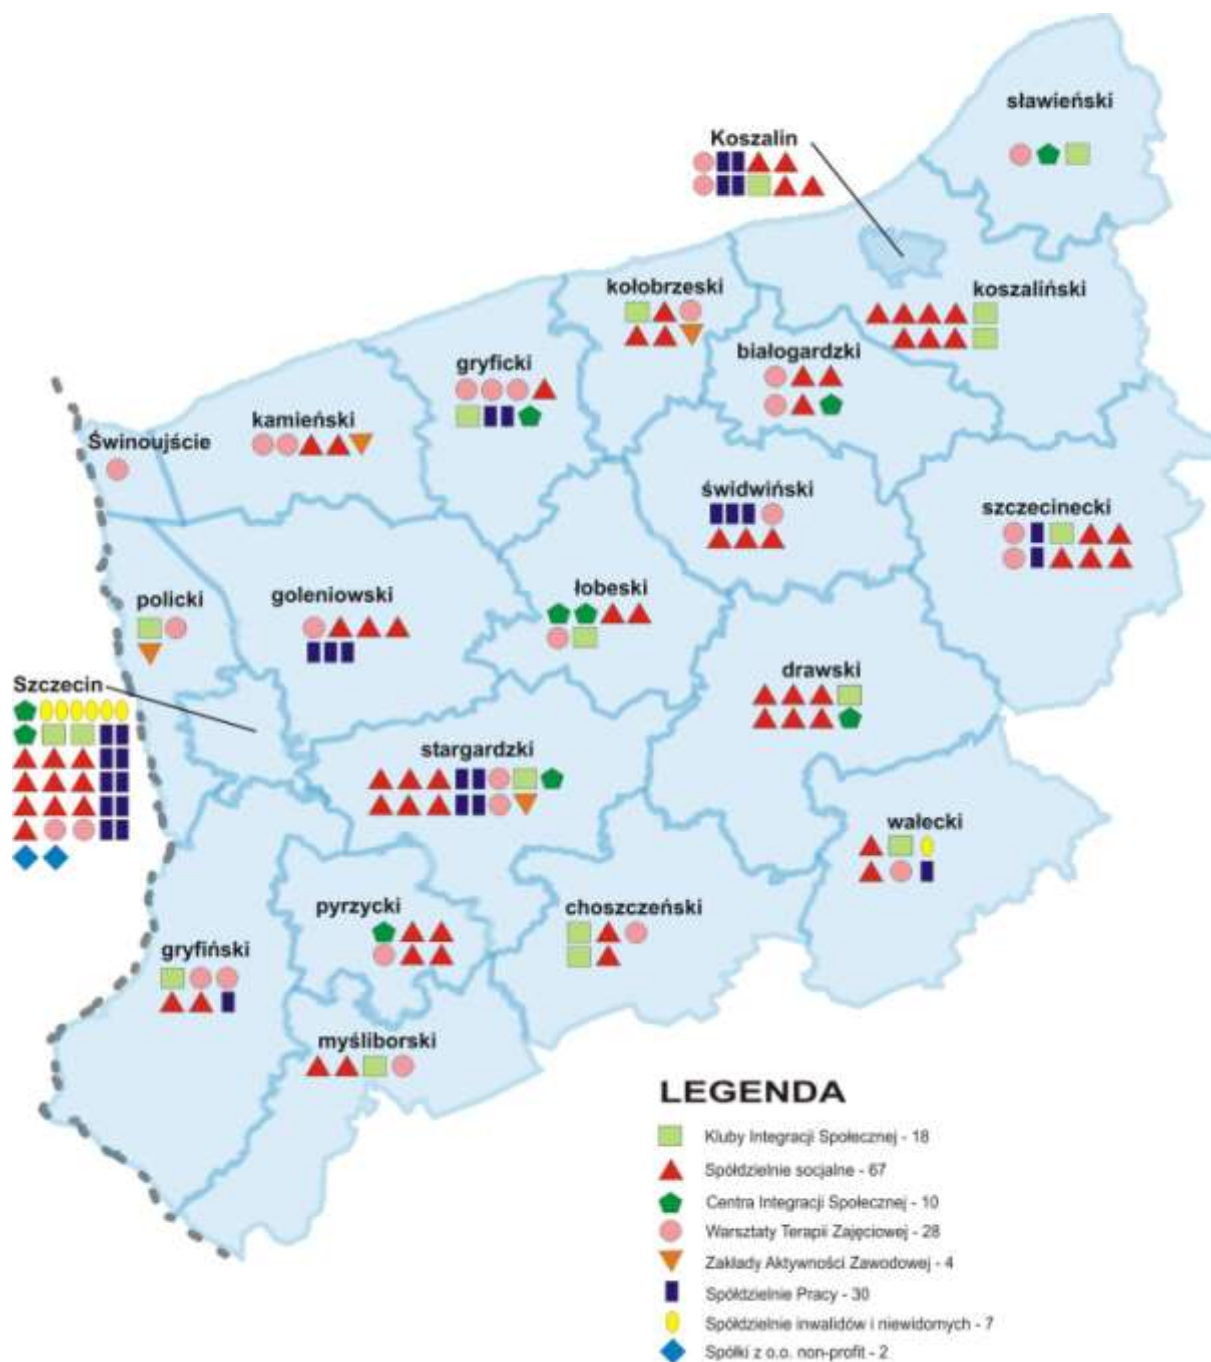 sławieński
Koszalin
kołobrzeski
koszaliński
białogardzki
gryficki
kamieński
Świnoujście
świdwiński
szczecinecki
policki
goleniowski
łobeski
drawski
Szczecin
stargardzki
wałecki
pyrzycki
choszczeński
gryfiński
myśliborski
LEGENDA
Kluby Integracji Społecznej - 18
Spółdzielnie socjalne - 67
Centra Integracji Społecznej - 10
Warsztaty Terapii Zajęciowej - 28
Zakłady Aktywności Zawodowej - 4
Spółdzielnie Pracy - 30
Spółdzielnie inwalidów i niewidomych - 7
Spółki z o.o. non-profit - 2